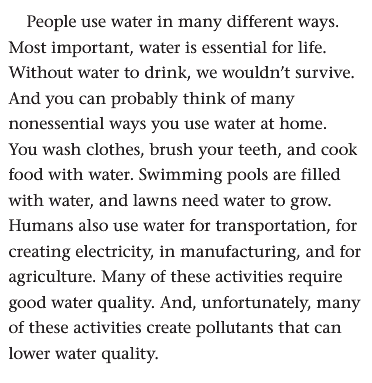 People use water in many different ways.
Most important, water is essential for life.
Without water to drink, we wouldn’t survive.
And you can probably think of many
nonessential ways you use water at home.
You wash clothes, brush your teeth, and cook
food with water. Swimming pools are filled
with water, and lawns need water to grow.
Humans also use water for transportation, for
creating electricity, in manufacturing, and for
agriculture. Many of these activities require
good water quality. And, unfortunately, many
of these activities create pollutants that can
lower water quality.